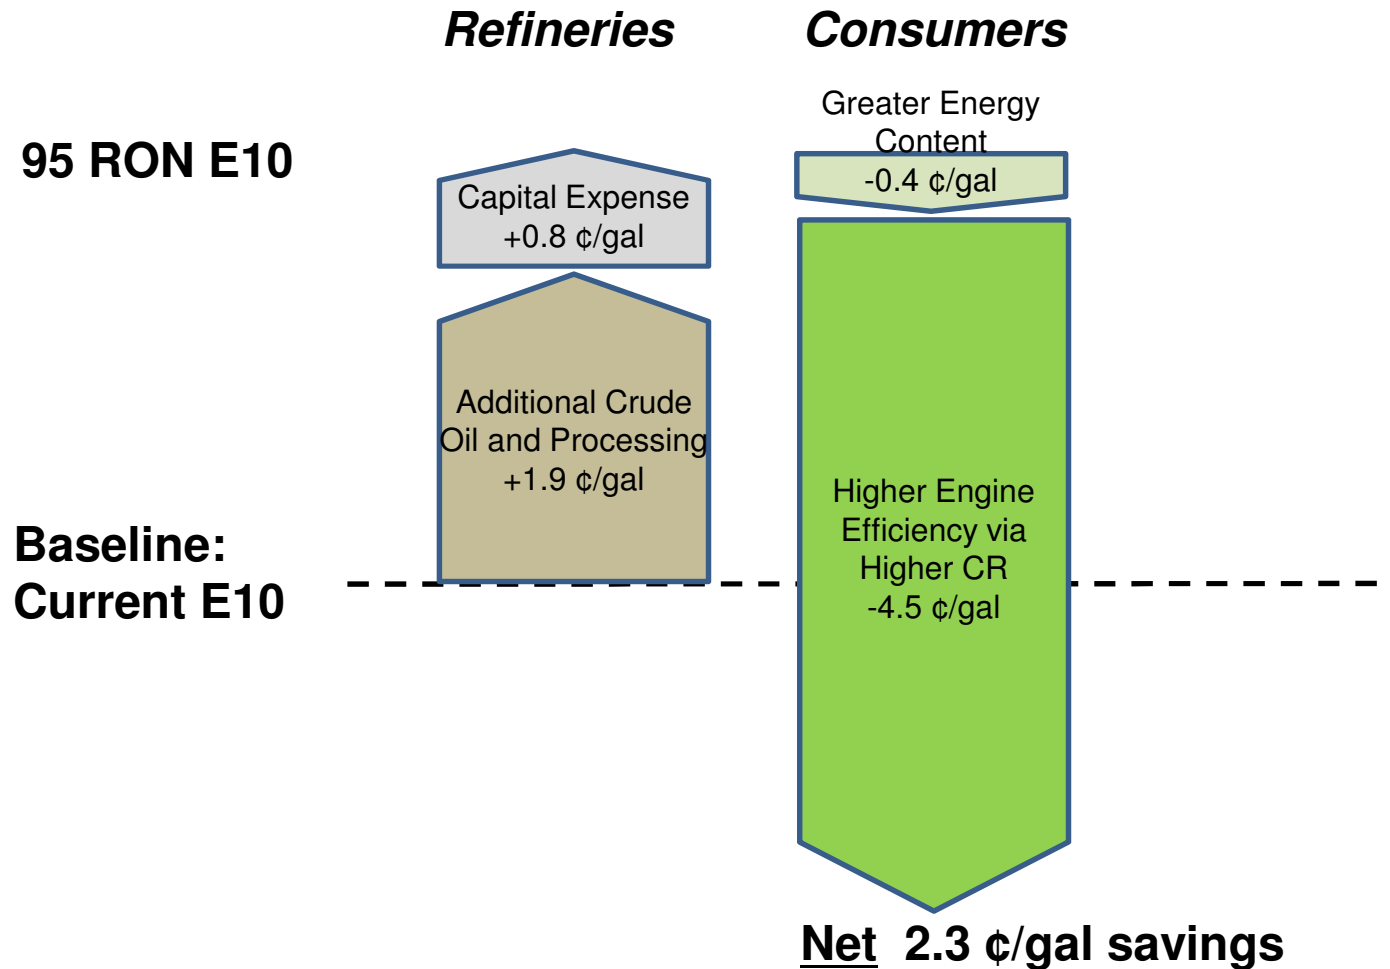 Refineries
Consumers
95 RON E10
Capital Expense
+0.8 ¢/gal
Greater Energy
Content
-0.4 ¢/gal
Additional Crude
Oil and Processing
+1.9 ¢/gal
Higher Engine
Efficiency via
Higher CR
-4.5 ¢/gal
Baseline:
Current E10
Net 2.3 ¢/gal savings